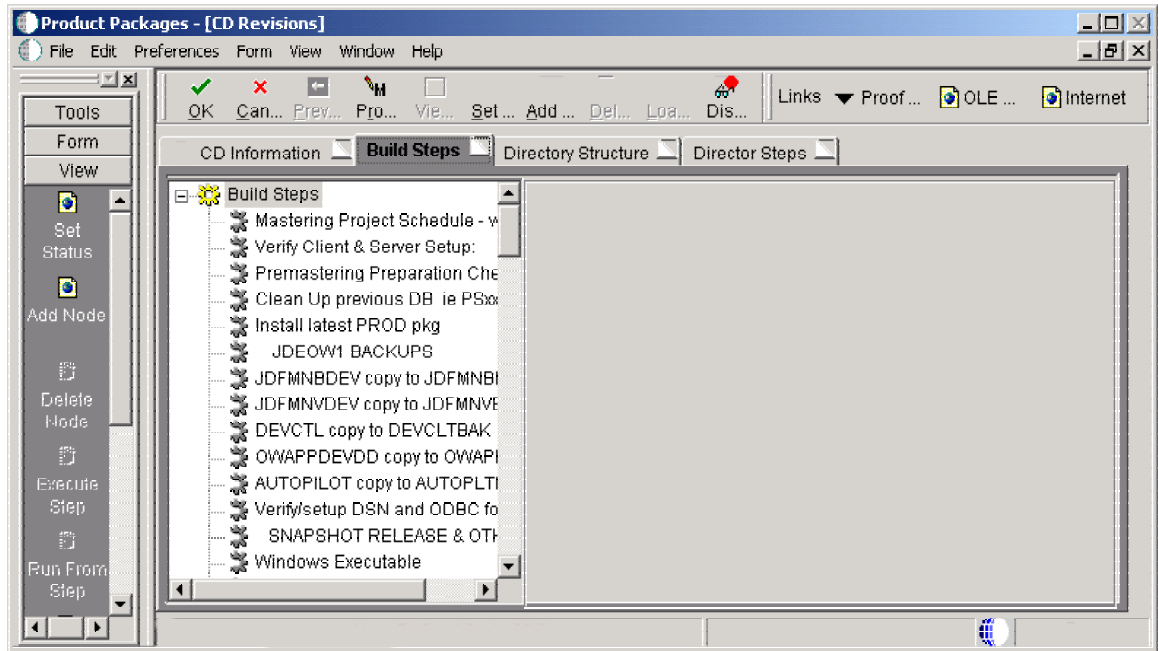 Product Packages - [CD Revisions]
File Edit Preferences Form View Window Help
OK Can... Prev... Pro... Vie... Set ... Add ... Del... Loa... Dis... Links Proof ... OLE ... Internet
Tools
Form
View
Set
Status
Add Node
Delete
Node
Execute
Step
Run From
Step
CD Information Build Steps Directory Structure Director Steps
Build Steps
Mastering Project Schedule - w
Verify Client & Server Setup:
Premastering Preparation Che
Clean Up previous DB ie PSxx
Install latest PROD pkg
JDEOW1 BACKUPS
JDFMNBDEV copy to JDFMNB
JDFMNVDEV copy to JDFMNVE
DEVCTL copy to DEVCLTBAK
OWAPPDEVDD copy to OWAP
AUTOPILOT copy to AUTOPLT
Verify/setup DSN and ODBC fo
SNAPSHOT RELEASE & OTH
Windows Executable